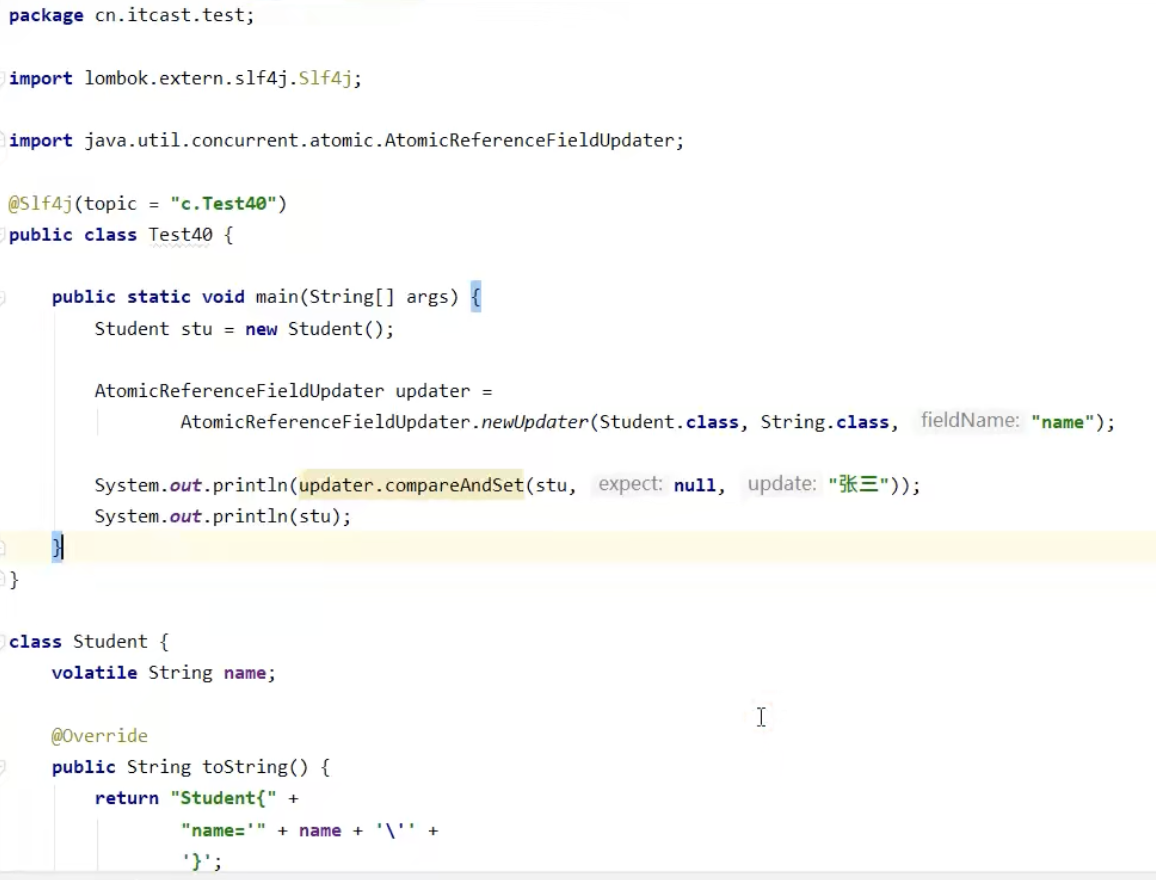 package cn.itcast.test;
import lombok.extern.slf4j.Slf4j;
import java.util.concurrent.atomic.AtomicReferenceFieldUpdater;
@Slf4j(topic = "c.Test40")
public class Test40 {
    public static void main(String[] args) {
        Student stu = new Student();
        AtomicReferenceFieldUpdater updater =
                AtomicReferenceFieldUpdater.newUpdater(Student.class, String.class, fieldName: "name");
        System.out.println(updater.compareAndSet(stu, expect: null, update: "张三"));
        System.out.println(stu);
    }
}
class Student {
    volatile String name;
    @Override
    public String toString() {
        return "Student{" +
                "name='" + name + '\'' +
                '}';